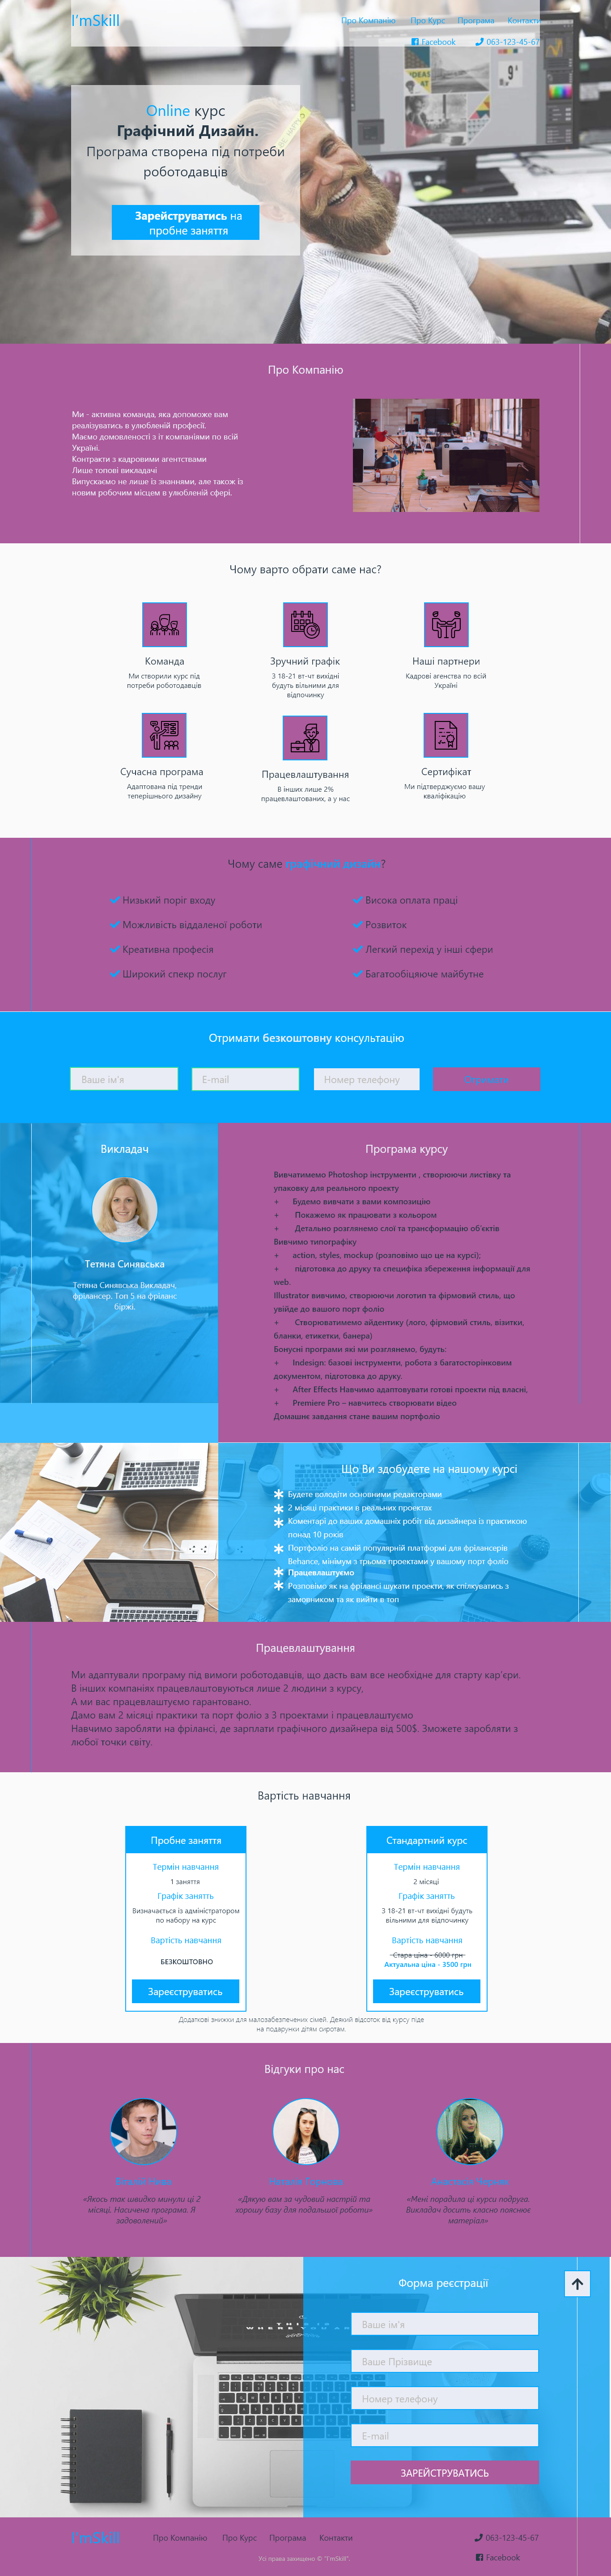 I'mSkill
Про Компанію Про Курс Програма Контакти
Facebook 063-123-45-67
Online курс
Графічний Дизайн.
Програма створена під потреби
роботодавців
Зарейструватись на
пробне заняття
Про Компанію
Ми - активна команда, яка допоможе вам
реалізуватись в улюбленій професії.
Маємо домовленості з іт компаніями по всій
Україні.
Контракти з кадровими агентствами
Лише топові викладачі
Випускаємо не лише із знаннями, але також із
новим робочим місцем в улюбленій сфері.
Чому варто обрати саме нас?
Команда
Ми створили курс під
потреби роботодавців
Зручний графік
З 18-21 вт-чт вихідні
будуть вільними для
відпочинку
Наші партнери
Кадрові агенства по всій
Україні
Сучасна програма
Адаптована під тренди
теперішнього дизайну
Працевлаштування
В інших лише 2%
працевлаштованих, а у нас
Сертифікат
Ми підтверджуємо вашу
кваліфікацію
Чому саме графічний дизайн?
Низький поріг входу
Можливість віддаленої роботи
Креативна професія
Широкий спекр послуг
Висока оплата праці
Розвиток
Легкий перехід у інші сфери
Багатообіцяюче майбутнє
Отримати безкоштовну консультацію
Ваше ім'я E-mail Номер телефону Отримати
Викладач
Тетяна Синявська
Тетяна Синявська Викладач,
фрілансер. Топ 5 на фріланс
біржі.
Програма курсу
Вивчатимемо Photoshop інструменти , створюючи листівку та
упаковку для реального проекту
+ Будемо вивчати з вами композицію
+ Покажемо як працювати з кольором
+ Детально розглянемо слої та трансформацію об'єктів
Вивчимо типографіку
+ action, styles, mockup (розповімо що це на курсі);
+ підготовка до друку та специфіка збереження інформації для
web.
Illustrator вивчимо, створюючи логотип та фірмовий стиль, що
увійде до вашого порт фоліо
+ Створюватимемо айдентику (лого, фірмовий стиль, візитки,
бланки, етикетки, банера)
Бонусні програми які ми розглянемо, будуть:
+ Indesign: базові інструменти, робота з багатосторінковим
документом, підготовка до друку.
+ After Effects Навчимо адаптовувати готові проекти під власні,
+ Premiere Pro – навчитесь створювати відео
Домашнє завдання стане вашим портфоліо
Що Ви здобудете на нашому курсі
Будете володіти основними редакторами
2 місяці практики в реальних проектах
Коментарі до ваших домашніх робіт від дизайнера із практикою
понад 10 років
Портфоліо на самій популярній платформі для фрілансерів
Behance, мінімум з трьома проектами у вашому порт фоліо
Працевлаштуємо
Розповімо як на фрілансі шукати проекти, як спілкуватись з
замовником та як вийти в топ
Працевлаштування
Ми адаптували програму під вимоги роботодавців, що дасть вам все необхідне для старту кар'єри.
В інших компаніях працевлаштовуються лише 2 людини з курсу,
А ми вас працевлаштуємо гарантовано.
Дамо вам 2 місяці практики та порт фоліо з 3 проектами і працевлаштуємо
Навчимо заробляти на фрілансі, де зарплати графічного дизайнера від 500$. Зможете заробляти з
любої точки світу.
Вартість навчання
Пробне заняття
Термін навчання
1 заняття
Графік занятть
Визначається із адміністратором
по набору на курс
Вартість навчання
БЕЗКОШТОВНО
Зареєструватись
Стандартний курс
Термін навчання
2 місяці
Графік занятть
З 18-21 вт-чт вихідні будуть
вільними для відпочинку
Вартість навчання
Стара ціна - 6000 грн
Актуальна ціна - 3500 грн
Зареєструватись
Додаткові знижки для малозабезпечених сімей. Деякий відсоток від курсу піде
на подарунки дітям сиротам.
Відгуки про нас
«Якось так швидко минули ці 2
місяці. Насичена програма. Я
задоволений»
«Дякую вам за чудовий настрій та
хорошу базу для подальшої роботи»
«Мені порадила ці курси подруга.
Викладач досить класно пояснює
матеріал»
Форма реєстрації
Ваше ім'я
Ваше Прізвище
Номер телефону
E-mail
ЗАРЕЙСТРУВАТИСЬ
I'mSkill
Про Компанію Про Курс Програма Контакти
063-123-45-67
Facebook
Усі права захищено © "I'mSkill".